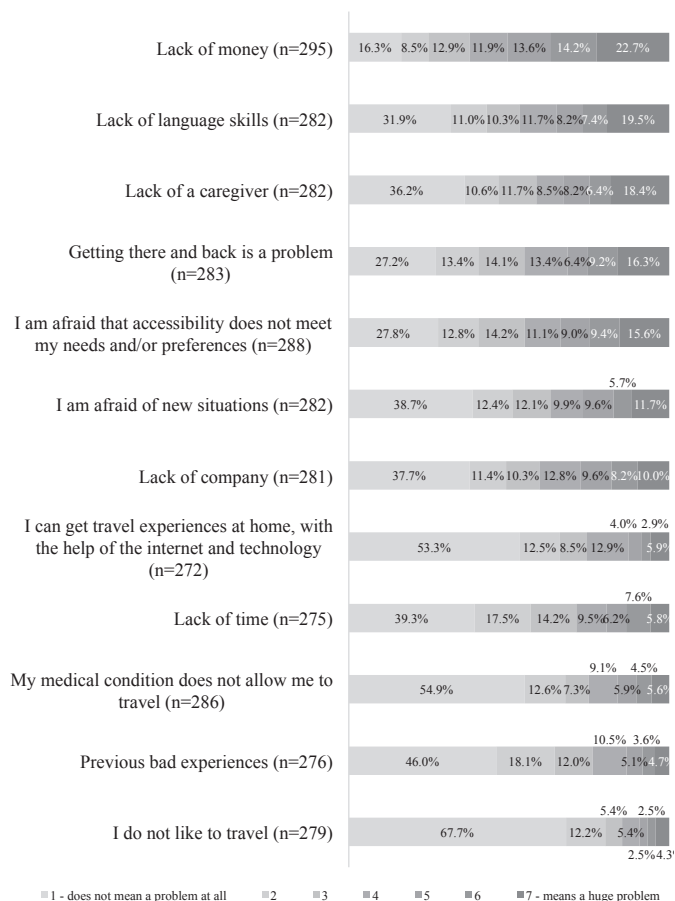 Lack of money (n=295)
16.3% 8.5% 12.9% 11.9% 13.6% 14.2% 22.7%
Lack of language skills (n=282)
31.9% 11.0% 10.3% 11.7% 8.2% 7.4% 19.5%
Lack of a caregiver (n=282)
36.2% 10.6% 11.7% 8.5% 8.2% 6.4% 18.4%
Getting there and back is a problem
(n=283)
27.2% 13.4% 14.1% 13.4% 6.4% 9.2% 16.3%
I am afraid that accessibility does not meet
my needs and/or preferences (n=288)
27.8% 12.8% 14.2% 11.1% 9.0% 9.4% 15.6%
5.7%
I am afraid of new situations (n=282)
38.7% 12.4% 12.1% 9.9% 9.6% 11.7%
Lack of company (n=281)
37.7% 11.4% 10.3% 12.8% 9.6% 8.2% 10.0%
I can get travel experiences at home, with
the help of the internet and technology
(n=272)
4.0% 2.9%
53.3% 12.5% 8.5% 12.9% 5.9%
7.6%
Lack of time (n=275)
39.3% 17.5% 14.2% 9.5% 6.2% 5.8%
My medical condition does not allow me to
travel (n=286)
9.1% 4.5%
54.9% 12.6% 7.3% 5.9% 5.6%
10.5% 3.6%
Previous bad experiences (n=276)
46.0% 18.1% 12.0% 5.1% 4.7%
5.4% 2.5%
I do not like to travel (n=279)
67.7% 12.2% 5.4%
2.5% 4.3%
1 - does not mean a problem at all 2 3 4 5 6 7 - means a huge problem